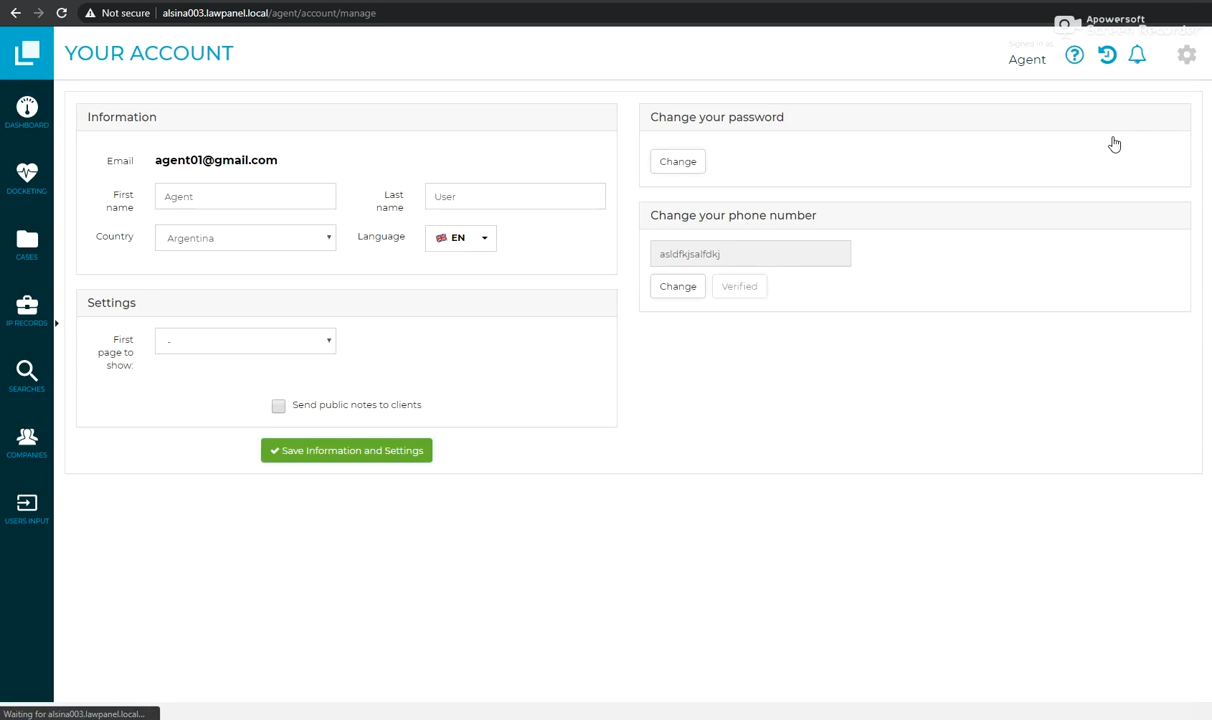 Not secure
alsina003.lawpanel.local/agent/account/manage
Apowersoft
Screen Recorder
YOUR ACCOUNT
Signed in as
Agent
DASHBOARD
DOCKETING
CASES
IP RECORDS
SEARCHES
COMPANIES
USERS INPUT
Information
Email
agent01@gmail.com
First
name
Agent
Last
name
User
Country
Argentina
Language
EN
Settings
First
page to
show:
-
Send public notes to clients
Save Information and Settings
Change your password
Change
Change your phone number
asldfkjsalfdkj
Change
Verified
Waiting for alsina003.lawpanel.local...